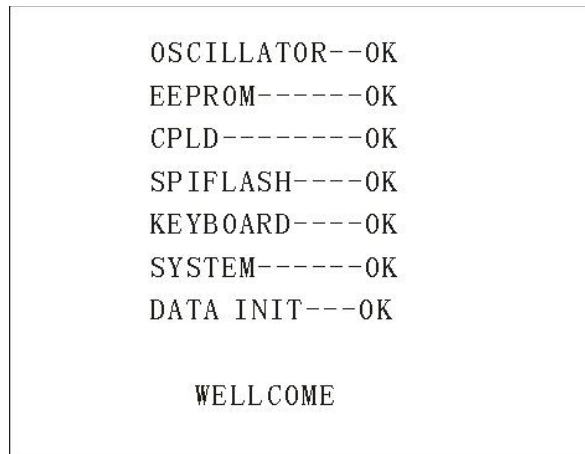 OSCILLATOR--OK
EEPROM------OK
CPLD--------OK
SPIFLASH----OK
KEYBOARD----OK
SYSTEM------OK
DATA INIT---OK
WELLCOME